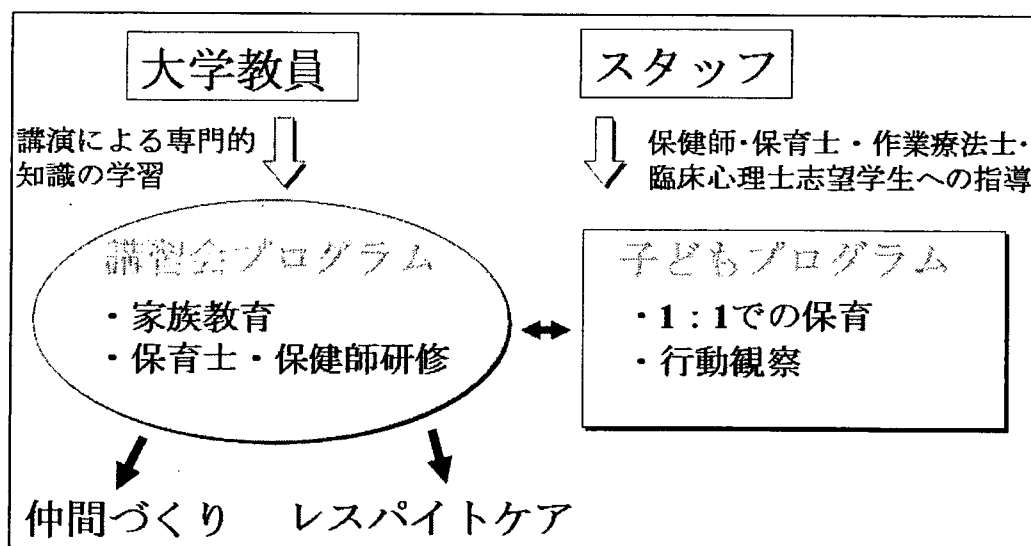 大学教員
スタッフ
講演による専門的
知識の学習
保健師・保育士・作業療法士・
臨床心理士志望学生への指導
講習会プログラム
・家族教育
・保育士・保健師研修
子どもプログラム
・1：1での保育
・行動観察
仲間づくり
レスパイトケア